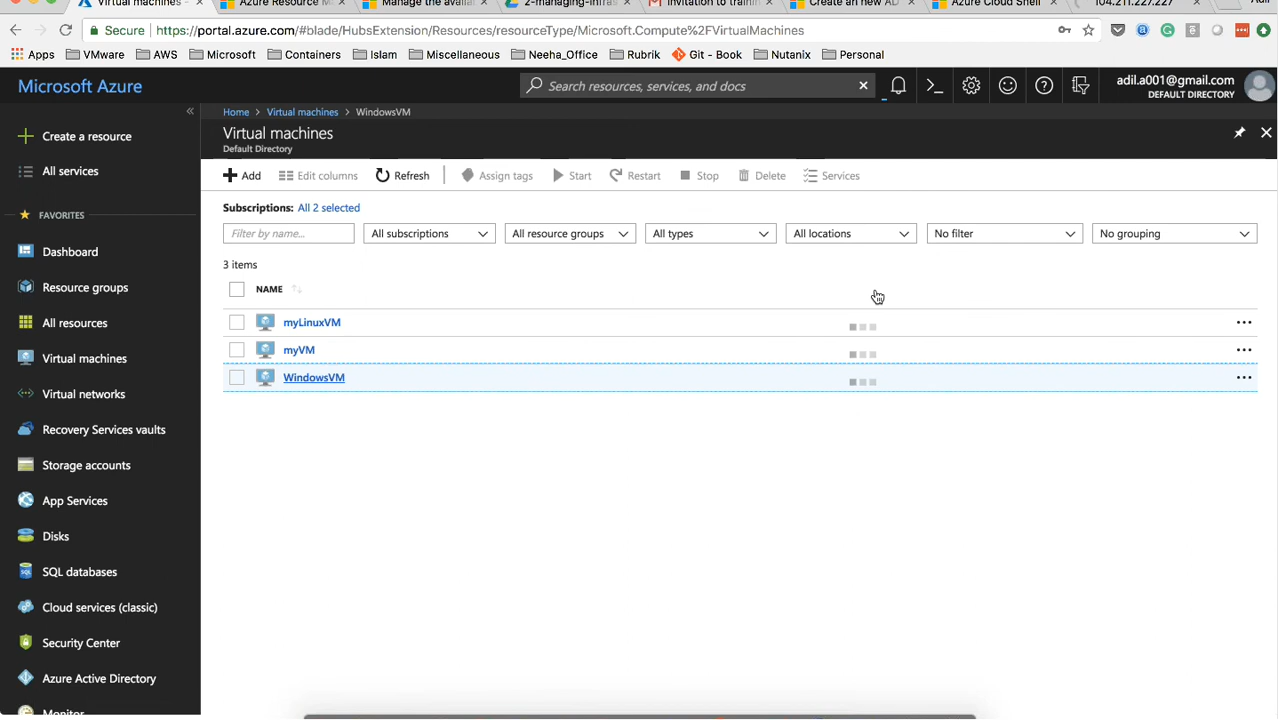 Virtual machines -
Azure Resource M
Manage the availa
z-managing-infras
Invitation to trainin
Create an new AD
Azure Cloud Shell
104.211.227.227
Secure https://portal.azure.com/#blade/HubsExtension/Resources/resourceType/Microsoft.Compute%2FVirtualMachines
Apps VMware AWS Microsoft Containers Islam Miscellaneous Neeha_Office Rubrik Git - Book Nutanix Personal
Microsoft Azure
Search resources, services, and docs
adil.a001@gmail.com
DEFAULT DIRECTORY
Home > Virtual machines > WindowsVM
Virtual machines
Default Directory
Create a resource
All services
FAVORITES
Dashboard
Resource groups
All resources
Virtual machines
Virtual networks
Recovery Services vaults
Storage accounts
App Services
Disks
SQL databases
Cloud services (classic)
Security Center
Azure Active Directory
Monitor
Add Edit columns Refresh Assign tags Start Restart Stop Delete Services
Subscriptions: All 2 selected
Filter by name... All subscriptions All resource groups All types All locations No filter No grouping
3 items
NAME
myLinuxVM
myVM
WindowsVM